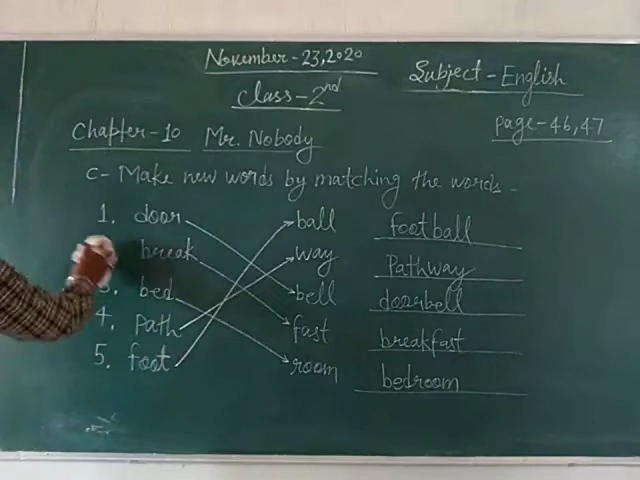 November-23,2020
Subject-English
Class-2nd
Chapter-10 Mr. Nobody
page-46,47
C- Make new words by matching the words.
1. door ball football
break way Pathway
3. bed bell doorbell
4. path fast breakfast
5. foot room bedroom